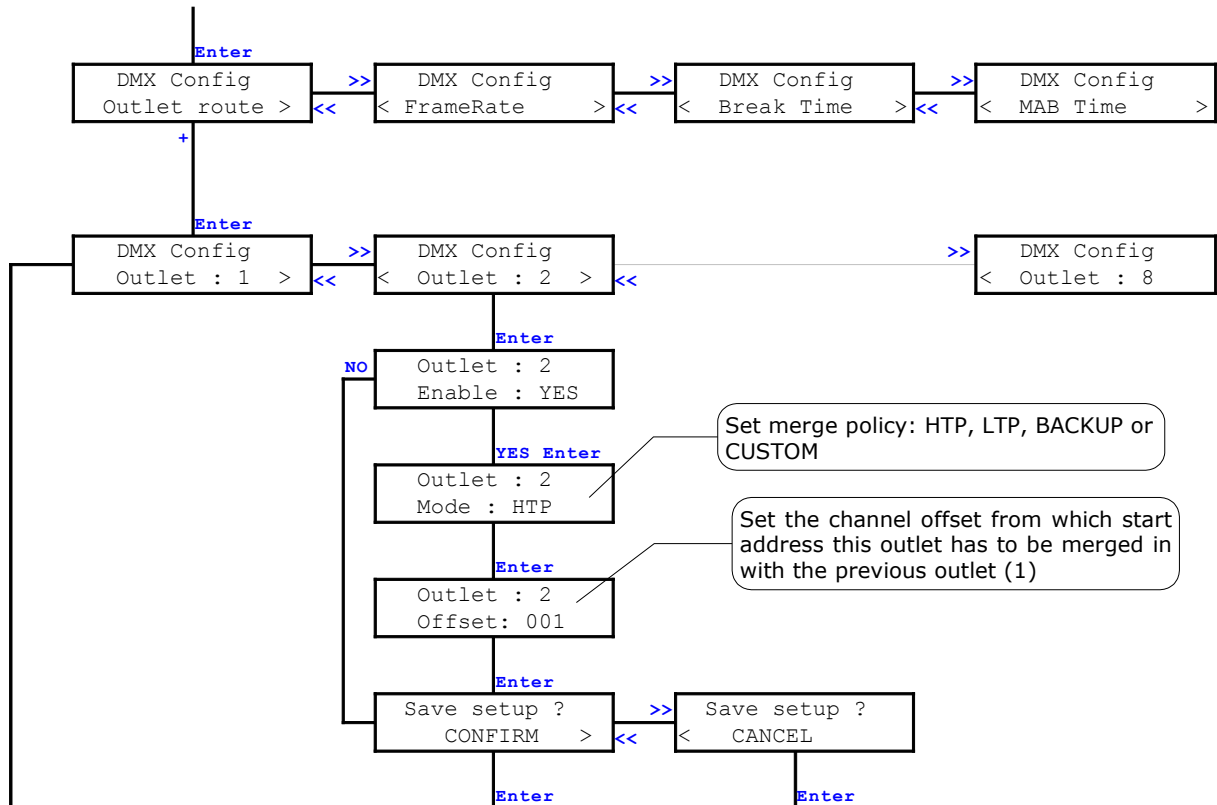 Enter
DMX Config
Outlet route >
>>
<<
DMX Config
< FrameRate >
>>
<<
DMX Config
< Break Time >
>>
<<
DMX Config
< MAB Time >
+
Enter
DMX Config
Outlet : 1 >
>>
<<
DMX Config
< Outlet : 2 >
<<
>>
DMX Config
< Outlet : 8
Enter
NO
Outlet : 2
Enable : YES
YES Enter
Outlet : 2
Mode : HTP
Set merge policy: HTP, LTP, BACKUP or
CUSTOM
Enter
Outlet : 2
Offset: 001
Set the channel offset from which start
address this outlet has to be merged in
with the previous outlet (1)
Enter
Save setup ?
CONFIRM >
>>
<<
Save setup ?
< CANCEL
Enter
Enter